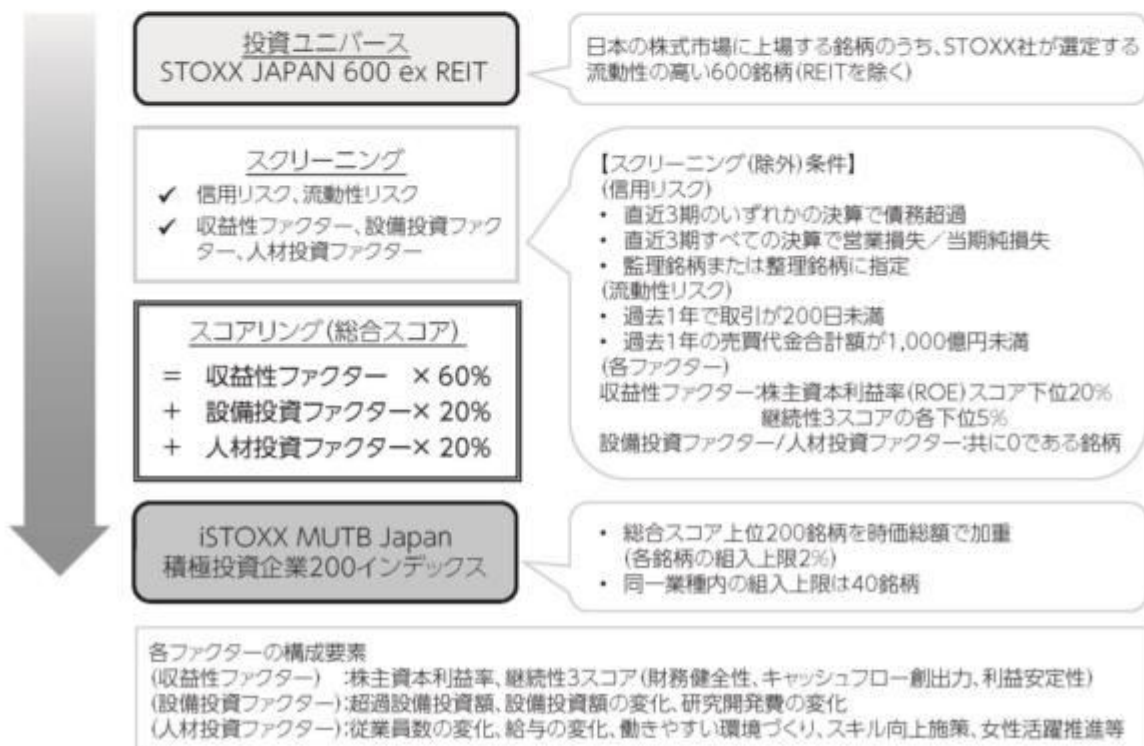 投資ユニバース
STOXX JAPAN 600 ex REIT
日本の株式市場に上場する銘柄のうち、STOXX社が選定する
流動性の高い600銘柄(REITを除く)
スクリーニング
✓ 信用リスク、流動性リスク
✓ 収益性ファクター、設備投資ファク
ター、人材投資ファクター
【スクリーニング(除外)条件】
(信用リスク)
• 直近3期のいずれかの決算で債務超過
• 直近3期すべての決算で営業損失／当期純損失
• 監理銘柄または整理銘柄に指定
(流動性リスク)
• 過去1年で取引が200日未満
• 過去1年の売買代金合計額が1,000億円未満
(各ファクター)
収益性ファクター:株主資本利益率(ROE)スコア下位20%
継続性3スコアの各下位5%
設備投資ファクター/人材投資ファクター:共に0である銘柄
スコアリング(総合スコア)
= 収益性ファクター × 60%
+ 設備投資ファクター× 20%
+ 人材投資ファクター× 20%
iSTOXX MUTB Japan
積極投資企業200インデックス
• 総合スコア上位200銘柄を時価総額で加重
(各銘柄の組入上限2%)
• 同一業種内の組入上限は40銘柄
各ファクターの構成要素
(収益性ファクター) :株主資本利益率、継続性3スコア(財務健全性、キャッシュフロー創出力、利益安定性)
(設備投資ファクター):超過設備投資額、設備投資額の変化、研究開発費の変化
(人材投資ファクター):従業員数の変化、給与の変化、働きやすい環境づくり、スキル向上施策、女性活躍推進等